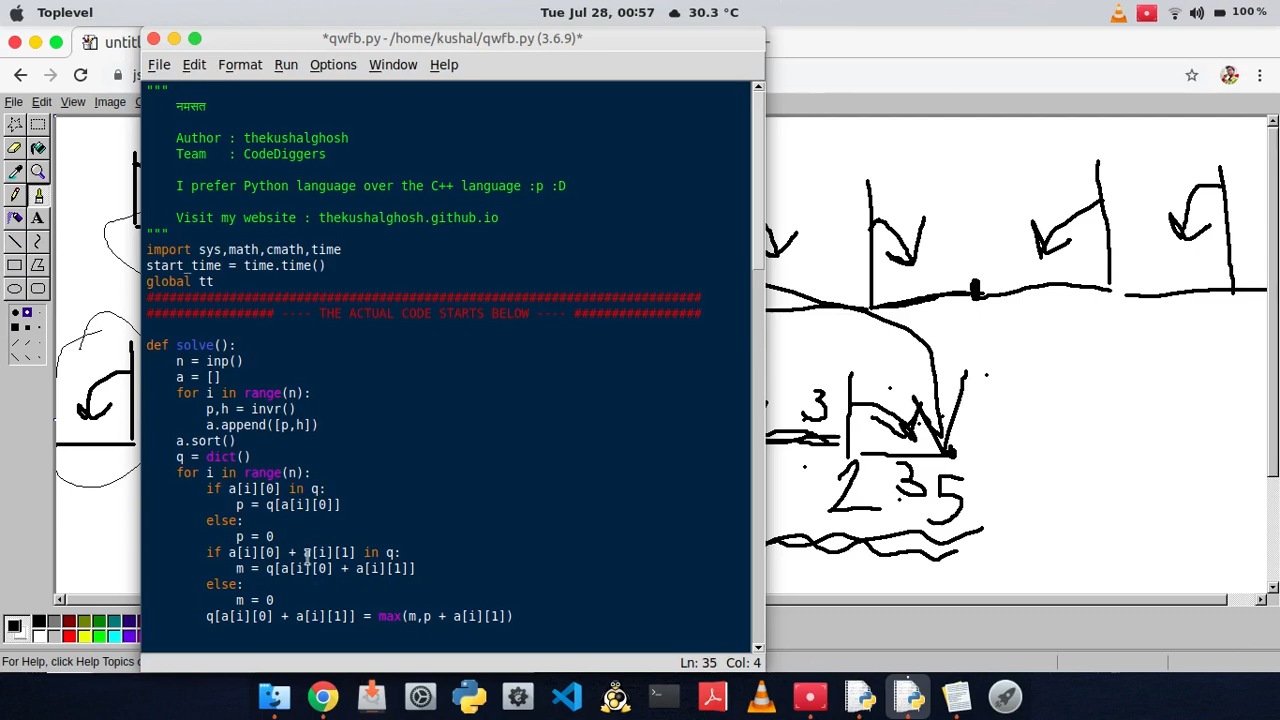 Toplevel
Tue Jul 28, 00:57
30.3 °C
100 %
untitl
*qwfb.py - /home/kushal/qwfb.py (3.6.9)*
js
File Edit Format Run Options Window Help
File Edit View Image
"""
नमसत
Author : thekushalghosh
Team : CodeDiggers
I prefer Python language over the C++ language :p :D
Visit my website : thekushalghosh.github.io
"""
import sys,math,cmath,time
start_time = time.time()
global tt
##########################################################################
################# ---- THE ACTUAL CODE STARTS BELOW ---- #################
def solve():
n = inp()
a = []
for i in range(n):
p,h = invr()
a.append([p,h])
a.sort()
q = dict()
for i in range(n):
if a[i][0] in q:
p = q[a[i][0]]
else:
p = 0
if a[i][0] + a[i][1] in q:
m = q[a[i][0] + a[i][1]]
else:
m = 0
q[a[i][0] + a[i][1]] = max(m,p + a[i][1])
3
2 3 5
For Help, click Help Topics o
Ln: 35 Col: 4